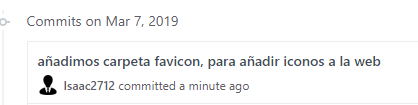 Commits on Mar 7, 2019
añadimos carpeta favicon, para añadir iconos a la web
Isaac2712 committed a minute ago